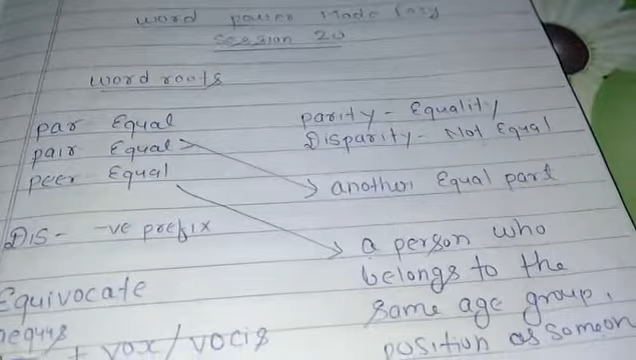 word power Made Easy
Session 20
word roots
par Equal
pair Equal
peer Equal
parity - Equality
Disparity - Not Equal
another Equal part
Dis- -ve prefix
a person who
belongs to the
same age group,
position as someon
Equivocate
aequus
+ vox/vocis